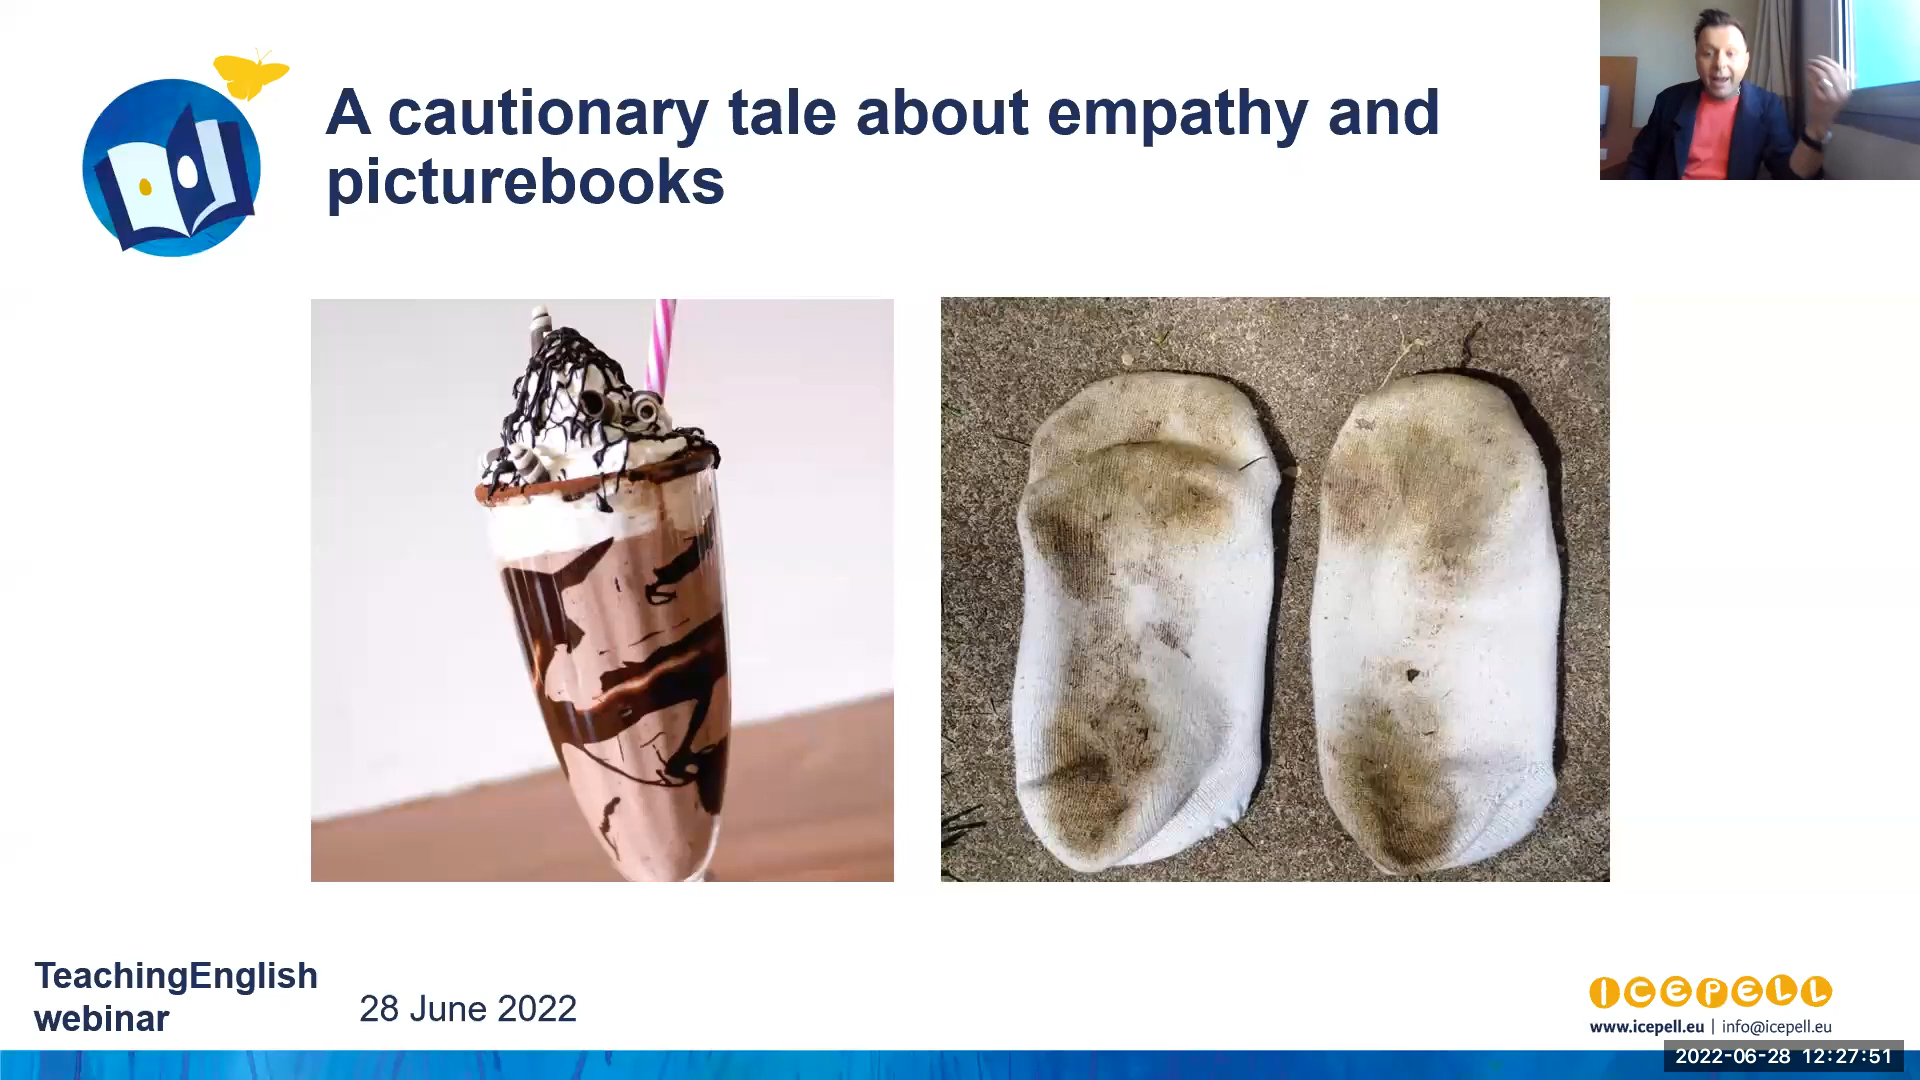 A cautionary tale about empathy and
picturebooks
TeachingEnglish
webinar
28 June 2022
ICEPELL
www.icepell.eu | info@icepell.eu
2022-06-28 12:27:51